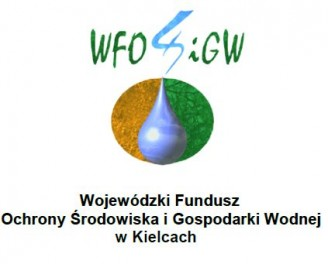 WFOŚiGW
Wojewódzki Fundusz
Ochrony Środowiska i Gospodarki Wodnej
w Kielcach